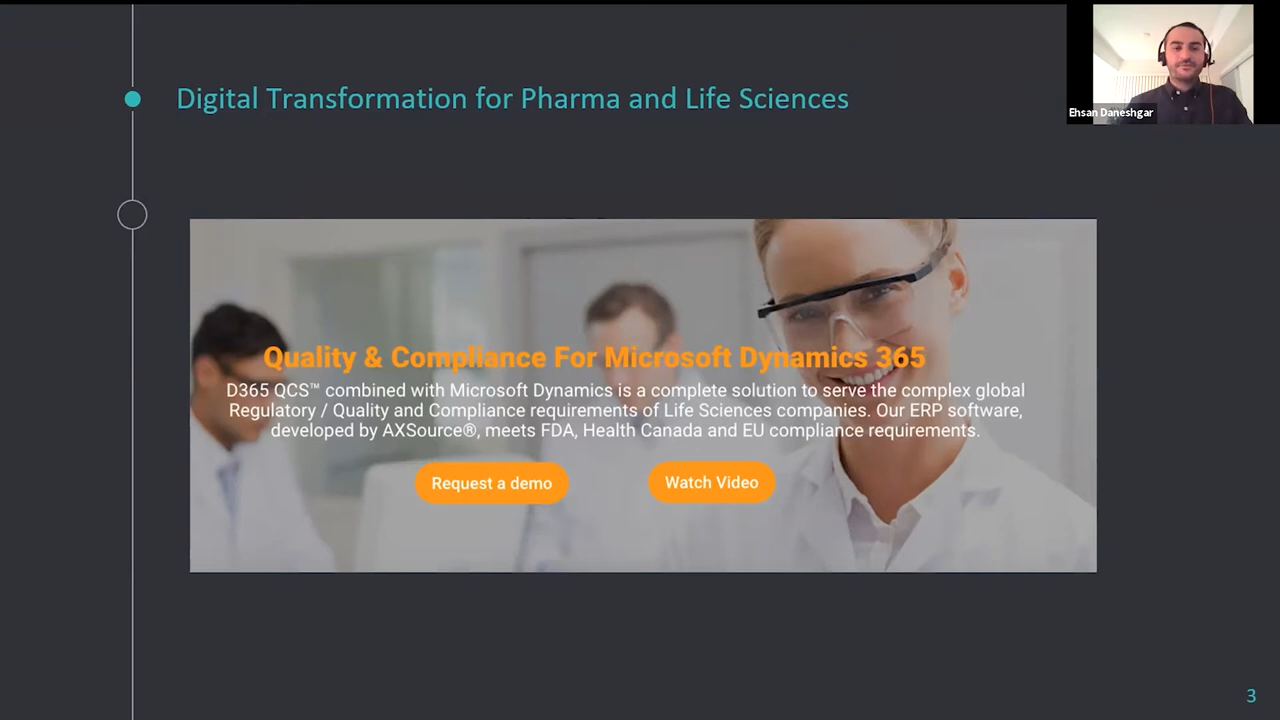 Digital Transformation for Pharma and Life Sciences
Ehsan Daneshgar
Quality & Compliance For Microsoft Dynamics 365
D365 QCS™ combined with Microsoft Dynamics is a complete solution to serve the complex global
Regulatory / Quality and Compliance requirements of Life Sciences companies. Our ERP software,
developed by AXSource®, meets FDA, Health Canada and EU compliance requirements.
Request a demo
Watch Video
3